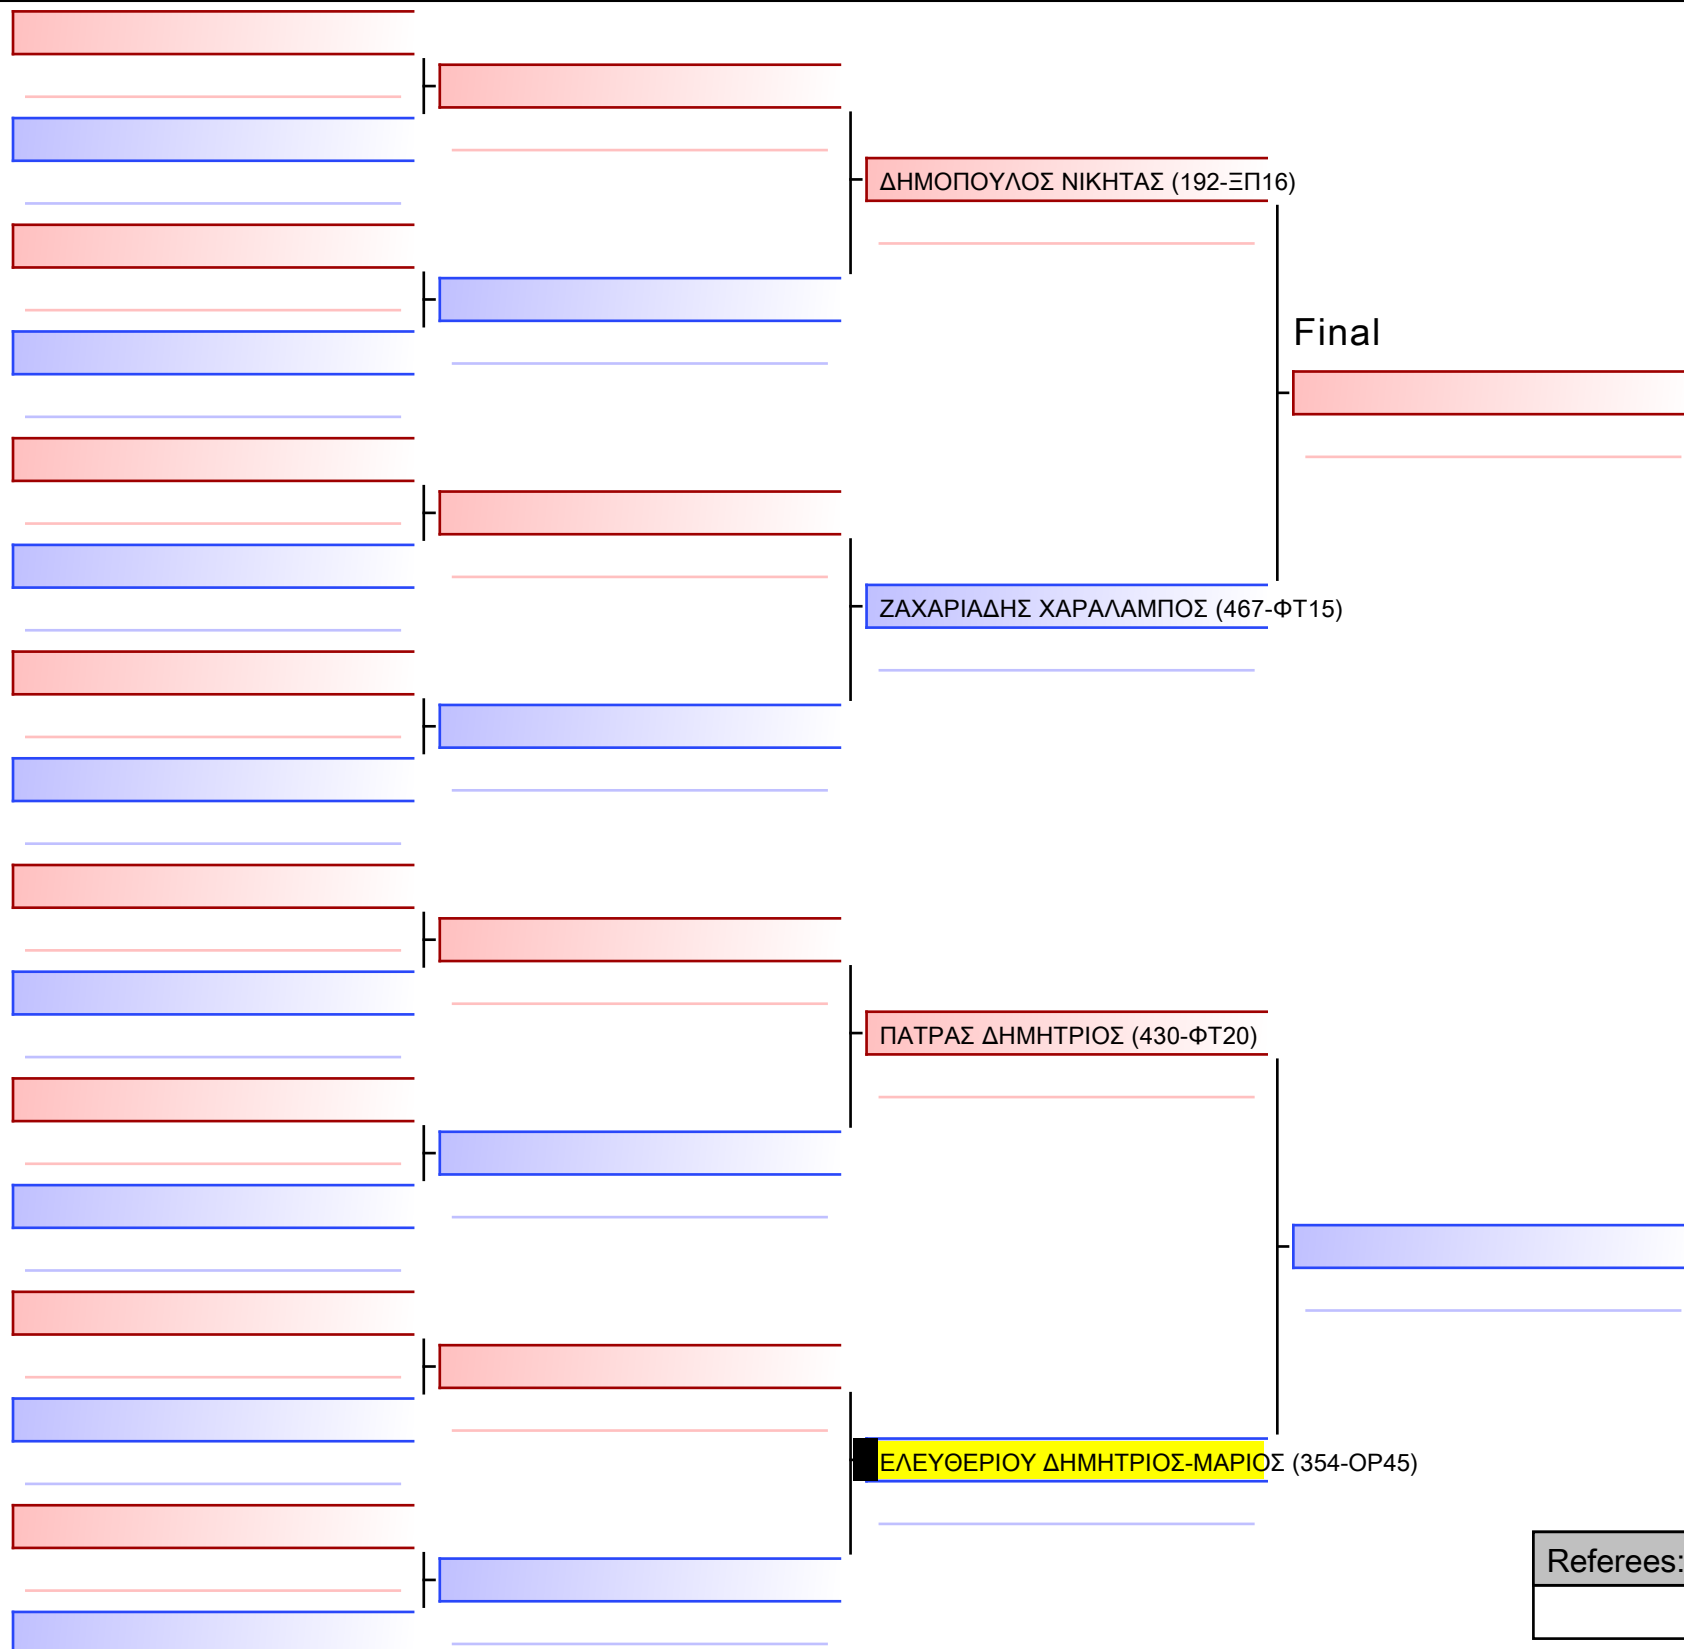 ΔΗΜΟΠΟΥΛΟΣ ΝΙΚΗΤΑΣ (192-ΞΠ16)
Final
ΖΑΧΑΡΙΑΔΗΣ ΧΑΡΑΛΑΜΠΟΣ (467-ΦΤ15)
ΠΑΤΡΑΣ ΔΗΜΗΤΡΙΟΣ (430-ΦΤ20)
ΕΛΕΥΘΕΡΙΟΥ ΔΗΜΗΤΡΙΟΣ-ΜΑΡΙΟΣ (354-ΟΡ45)
Referees: